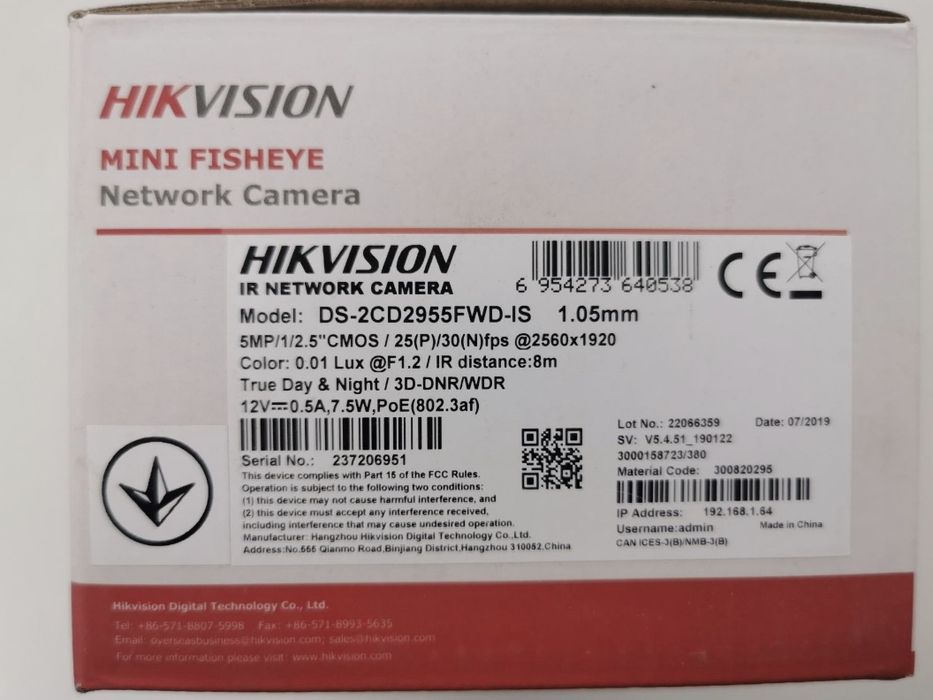 HIKVISION
MINI FISHEYE
Network Camera
HIKVISION
IR NETWORK CAMERA
6 954273 640538
CE
Model: DS-2CD2955FWD-IS 1.05mm
5MP/1/2.5"CMOS / 25(P)/30(N)fps @2560x1920
Color: 0.01 Lux @F1.2 / IR distance:8m
True Day & Night / 3D-DNR/WDR
12V⎓0.5A,7.5W,PoE(802.3af)
Serial No.: 237206951
This device complies with Part 15 of the FCC Rules.
Operation is subject to the following two conditions:
(1) this device may not cause harmful interference, and
(2) this device must accept any interference received,
including interference that may cause undesired operation.
Manufacturer: Hangzhou Hikvision Digital Technology Co.,Ltd.
Address:No.555 Qianmo Road,Binjiang District,Hangzhou 310052,China
Lot No.: 22066359 Date: 07/2019
SV: V5.4.51_190122
3000158723/380
Material Code: 300820295
IP Address: 192.168.1.64
Username:admin Made in China
CAN ICES-3(B)/NMB-3(B)
Hikvision Digital Technology Co., Ltd.
Tel: +86-571-8807-5998 Fax: +86-571-8993-5635
Email: overseasbusiness@hikvision.com; sales@hikvision.com
For more information please visit: www.hikvision.com